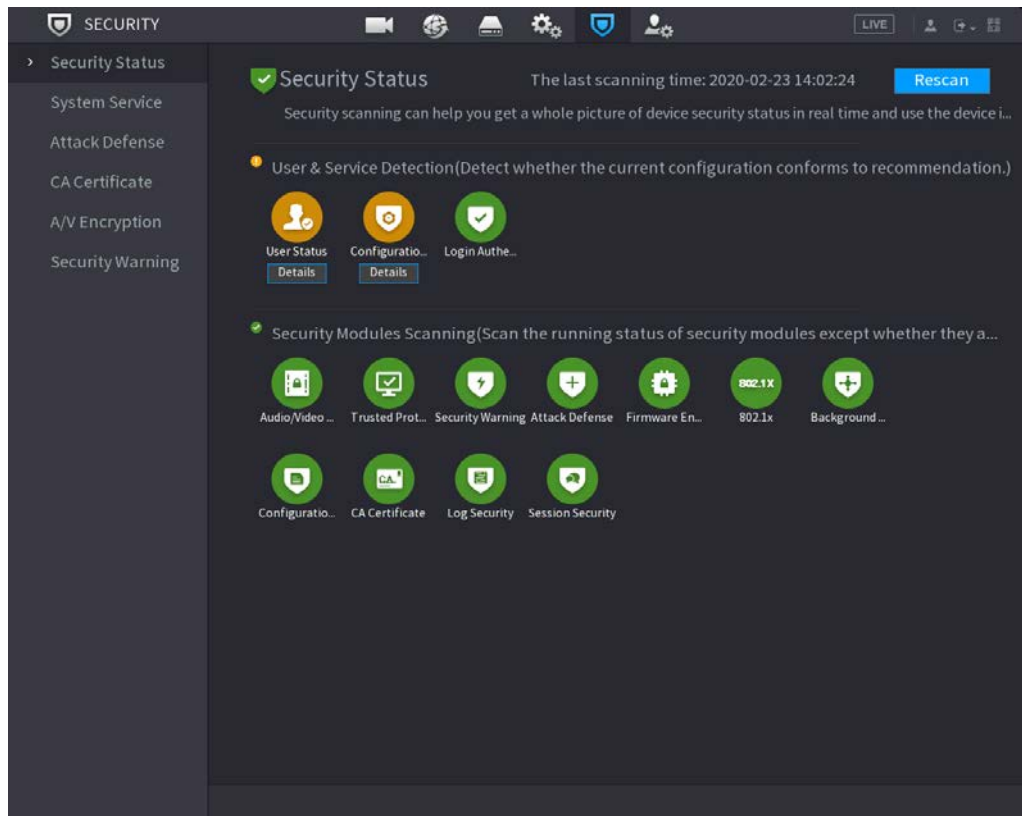 SECURITY
LIVE
Security Status
System Service
Attack Defense
CA Certificate
A/V Encryption
Security Warning
Security Status
The last scanning time: 2020-02-23 14:02:24
Rescan
Security scanning can help you get a whole picture of device security status in real time and use the device i...
User & Service Detection(Detect whether the current configuration conforms to recommendation.)
User Status Configuratio... Login Authe...
Details Details
Security Modules Scanning(Scan the running status of security modules except whether they a...
802.1X
Audio/Video ... Trusted Prot... Security Warning Attack Defense Firmware En... 802.1x Background ...
CA
Configuratio... CA Certificate Log Security Session Security